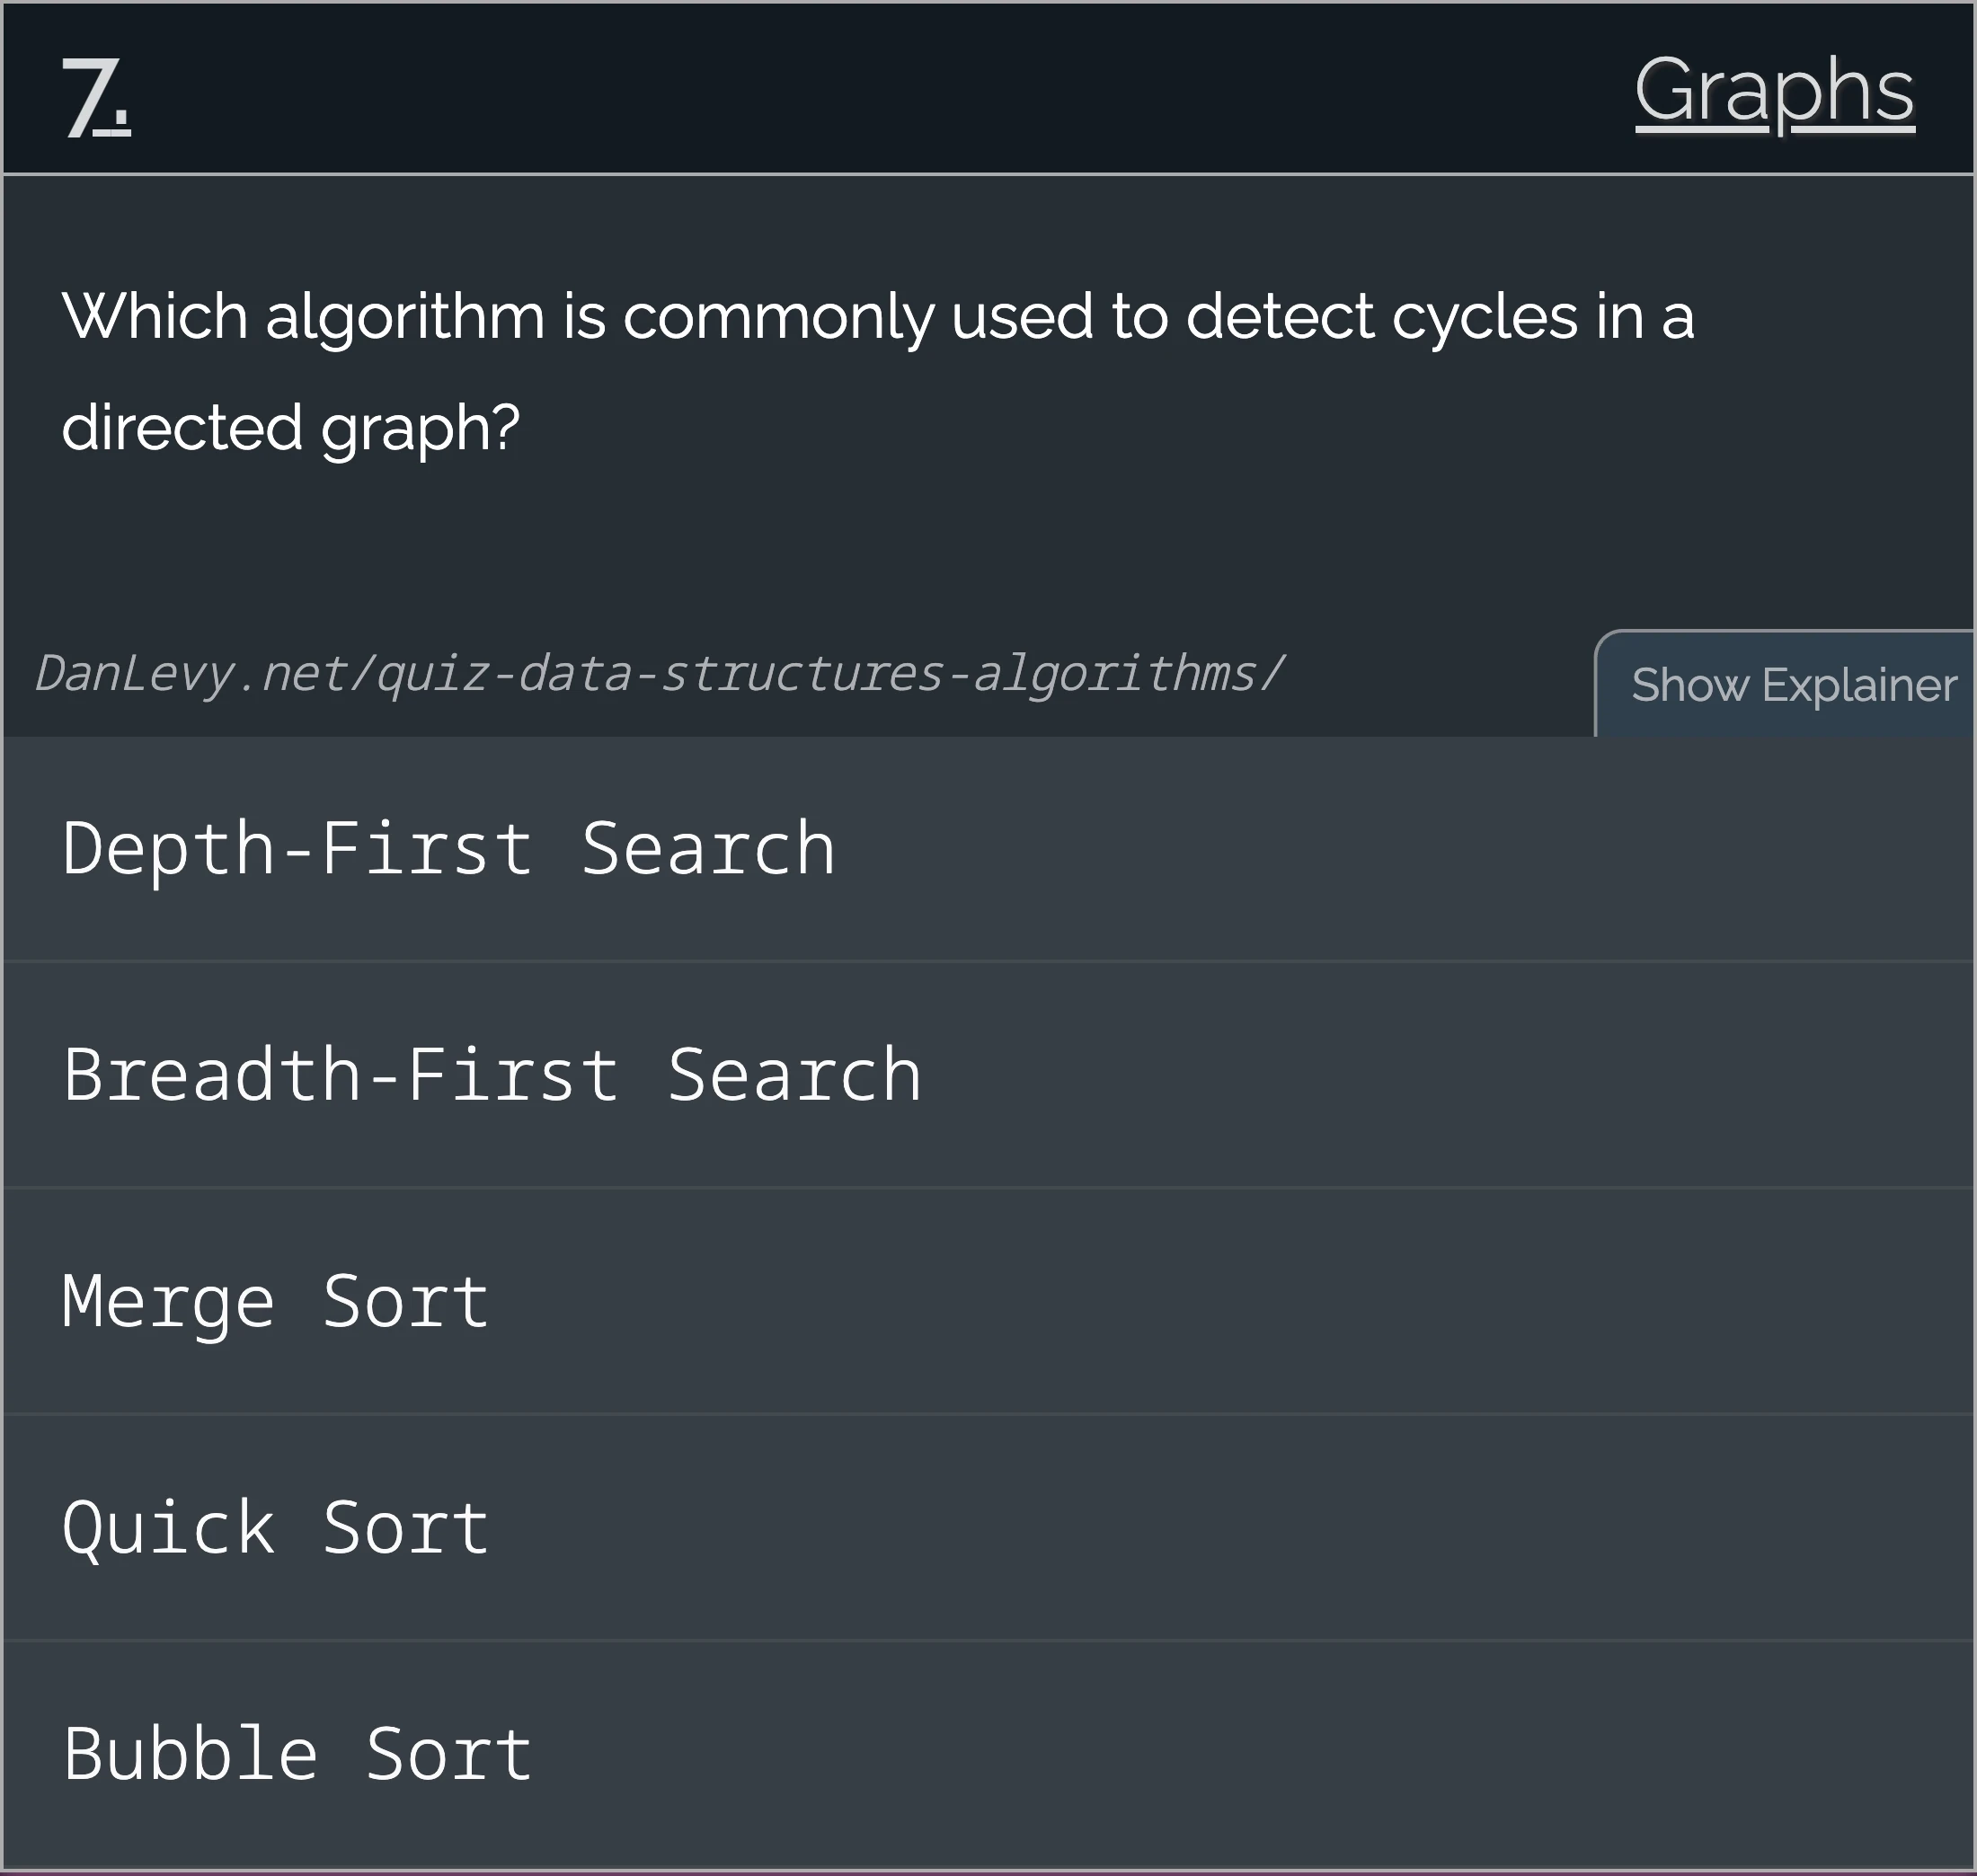 7.
Graphs
Which algorithm is commonly used to detect cycles in a
directed graph?
DanLevy.net/quiz-data-structures-algorithms/
Show Explainer
Depth-First Search
Breadth-First Search
Merge Sort
Quick Sort
Bubble Sort